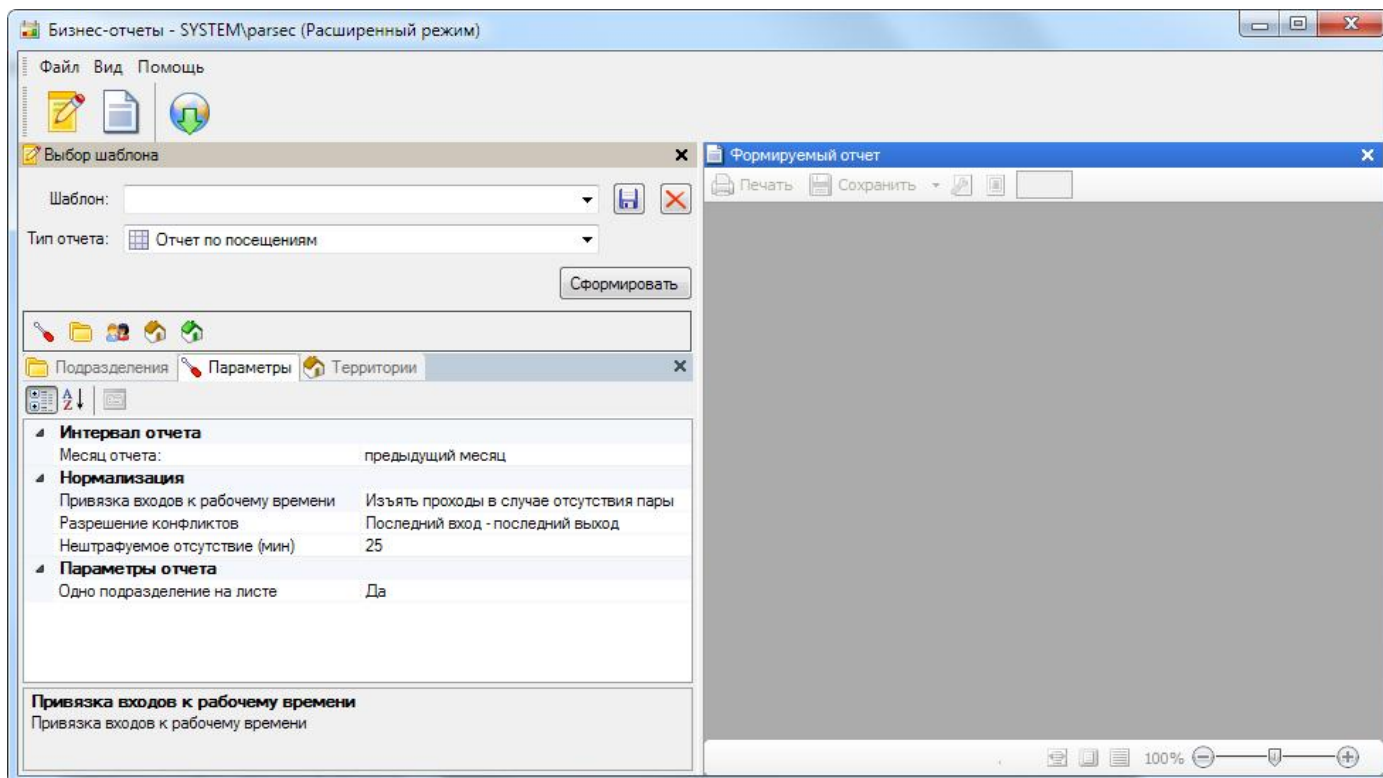 Бизнес-отчеты - SYSTEM\parsec (Расширенный режим)
Файл Вид Помощь
Выбор шаблона
Шаблон:
Тип отчета: Отчет по посещениям
Сформировать
Подразделения Параметры Территории
Интервал отчета
Месяц отчета: предыдущий месяц
Нормализация
Привязка входов к рабочему времени Изъять проходы в случае отсутствия пары
Разрешение конфликтов Последний вход - последний выход
Нештрафуемое отсутствие (мин) 25
Параметры отчета
Одно подразделение на листе Да
Привязка входов к рабочему времени
Привязка входов к рабочему времени
Формируемый отчет
Печать Сохранить
100%